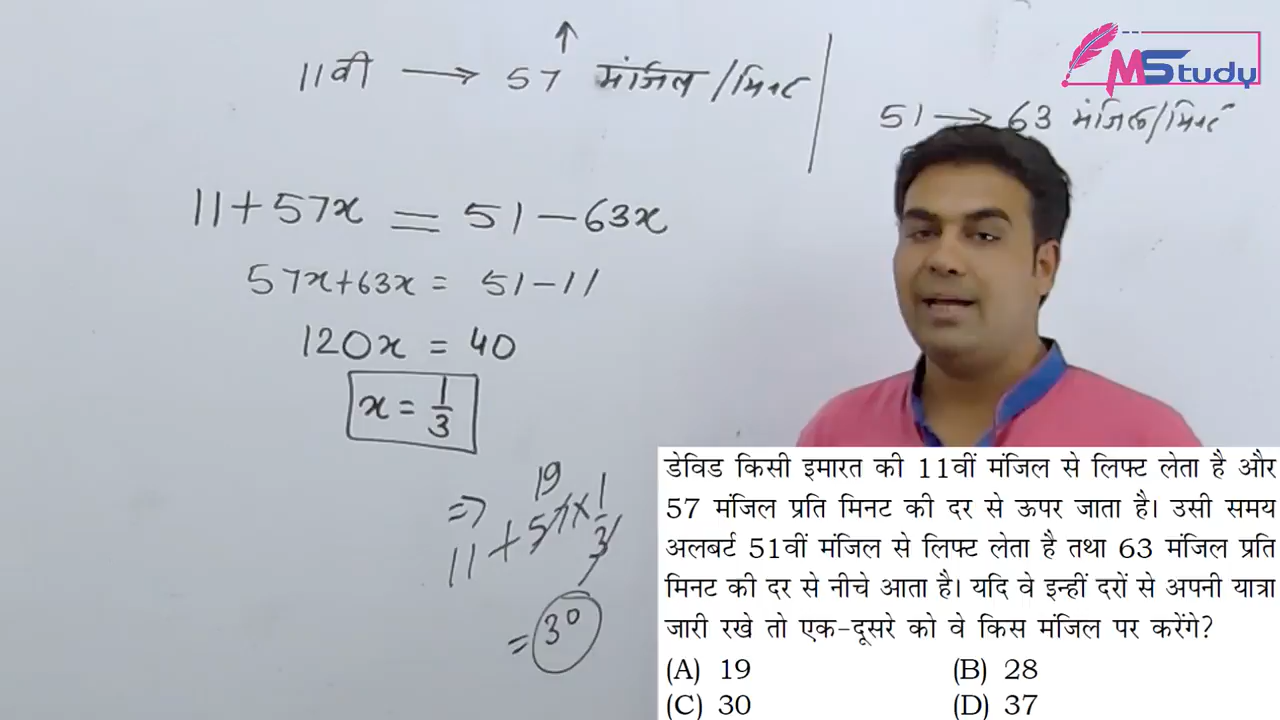 MStudy
11वी → 57 मंजिल/मिनट
51 → 63 मंजिल/मिनट
11+57x = 51-63x
57x+63x = 51-11
120x = 40
x = 1/3
⇒ 11 + 57 19 × 1/3
= 30
डेविड किसी इमारत की 11वीं मंजिल से लिफ्ट लेता है और
57 मंजिल प्रति मिनट की दर से ऊपर जाता है। उसी समय
अलबर्ट 51वीं मंजिल से लिफ्ट लेता है तथा 63 मंजिल प्रति
मिनट की दर से नीचे आता है। यदि वे इन्हीं दरों से अपनी यात्रा
जारी रखे तो एक-दूसरे को वे किस मंजिल पर करेंगे?
(A) 19 (B) 28
(C) 30 (D) 37